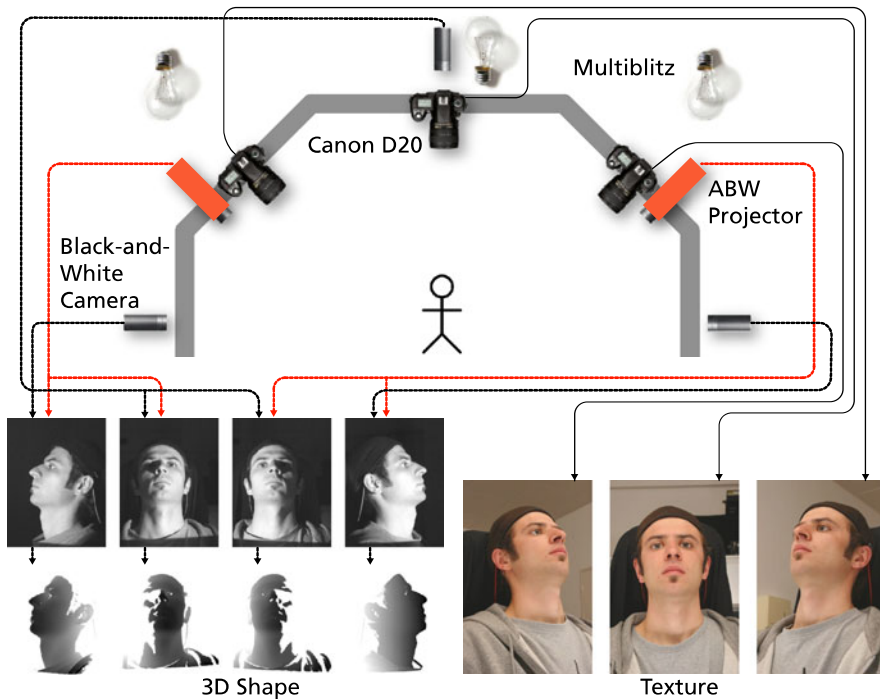 Multiblitz
Canon D20
ABW
Projector
Black-and-
White
Camera
3D Shape
Texture